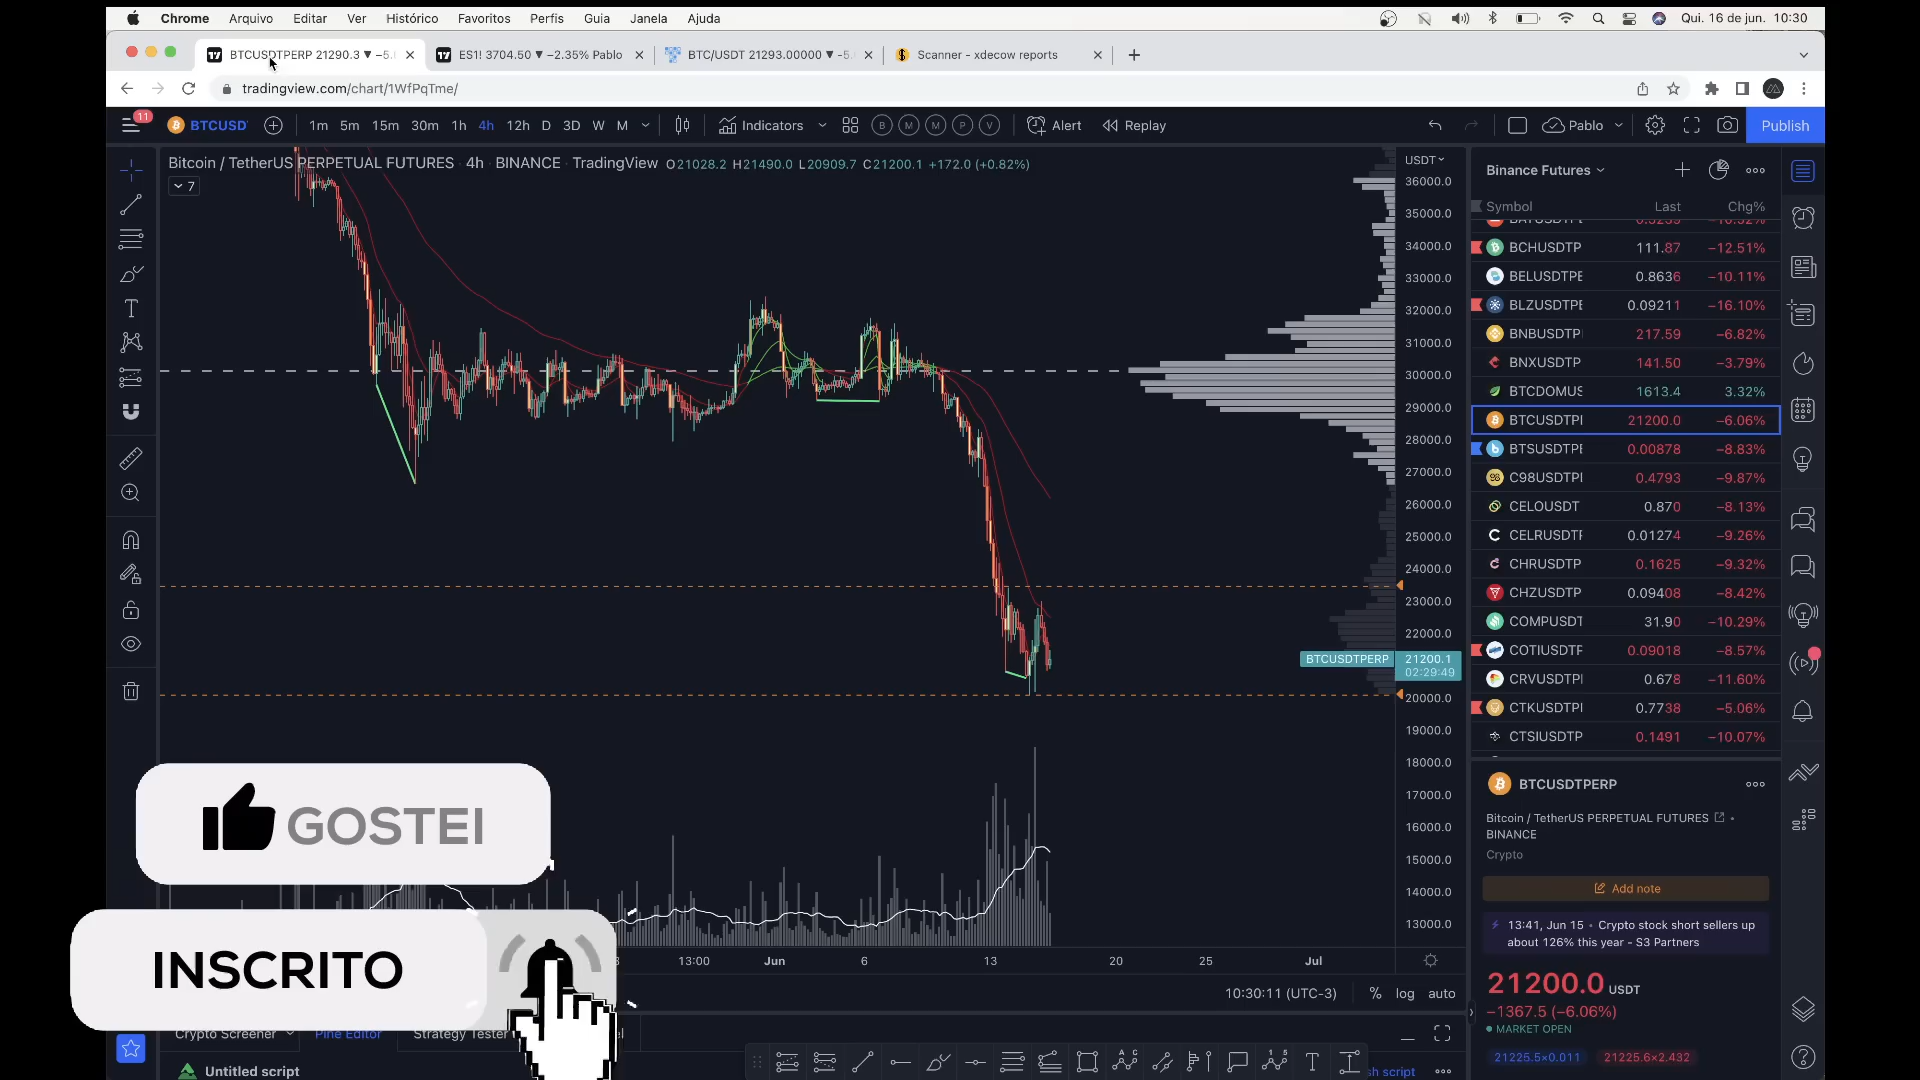 Chrome Arquivo Editar Ver Histórico Favoritos Perfis Guia Janela Ajuda Qui. 16 de jun. 10:30
BTCUSDTPERP 21290.3 ▼ −5. ES1! 3704.50 ▼ −2.35% Pablo BTC/USDT 21293.00000 ▼ -5. Scanner - xdecow reports
tradingview.com/chart/1WfPqTme/
11 BTCUSD 1m 5m 15m 30m 1h 4h 12h D 3D W M Indicators B M M P V Alert Replay Pablo Publish
Bitcoin / TetherUS PERPETUAL FUTURES · 4h · BINANCE · TradingView O21028.2 H21490.0 L20909.7 C21200.1 +172.0 (+0.82%)
7
USDT
36000.0
35000.0
34000.0
33000.0
32000.0
31000.0
30000.0
29000.0
28000.0
27000.0
26000.0
25000.0
24000.0
23000.0
22000.0
BTCUSDTPERP 21200.1
02:29:49
20000.0
19000.0
18000.0
17000.0
16000.0
15000.0
14000.0
13000.0
13:00 Jun 6 13 20 25 Jul
10:30:11 (UTC-3) % log auto
Binance Futures
Symbol Last Chg%
BCHUSDTP 111.87 −12.51%
BELUSDTPE 0.8636 −10.11%
BLZUSDTPE 0.09211 −16.10%
BNBUSDTP 217.59 −6.82%
BNXUSDTP 141.50 −3.79%
BTCDOMUS 1613.4 3.32%
BTCUSDTPI 21200.0 −6.06%
BTSUSDTPE 0.00878 −8.83%
C98USDTPI 0.4793 −9.87%
CELOUSDT 0.870 −8.13%
CELRUSDTF 0.01274 −9.26%
CHRUSDTP 0.1625 −9.32%
CHZUSDTP 0.09408 −8.42%
COMPUSDT 31.90 −10.29%
COTIUSDTF 0.09018 −8.57%
CRVUSDTPI 0.678 −11.60%
CTKUSDTPI 0.7738 −5.06%
CTSIUSDTP 0.1491 −10.07%
BTCUSDTPERP
Bitcoin / TetherUS PERPETUAL FUTURES •
BINANCE
Crypto
Add note
13:41, Jun 15 • Crypto stock short sellers up
about 126% this year - S3 Partners
21200.0 USDT
−1367.5 (−6.06%)
MARKET OPEN
21225.5×0.011 21225.6×2.432
GOSTEI
INSCRITO
Crypto Screener Pine Editor Strategy Tester
Untitled script
sh script